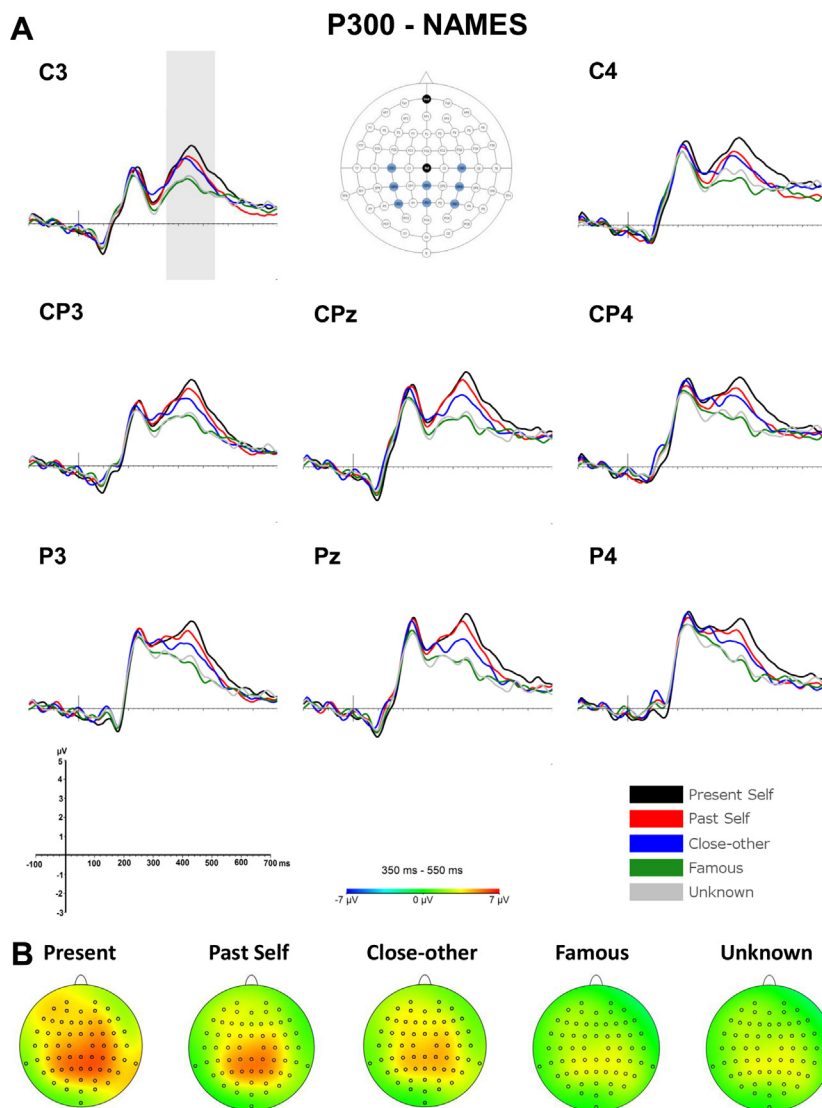 A
P300 - NAMES
C3
C4
CP3
CPz
CP4
P3
Pz
P4
µV
5
4
3
2
1
-100 100 200 300 400 500 600 700 ms
-1
-2
-3
350 ms - 550 ms
-7 µV 0 µV 7 µV
Present Self
Past Self
Close-other
Famous
Unknown
B
Present Past Self Close-other Famous Unknown